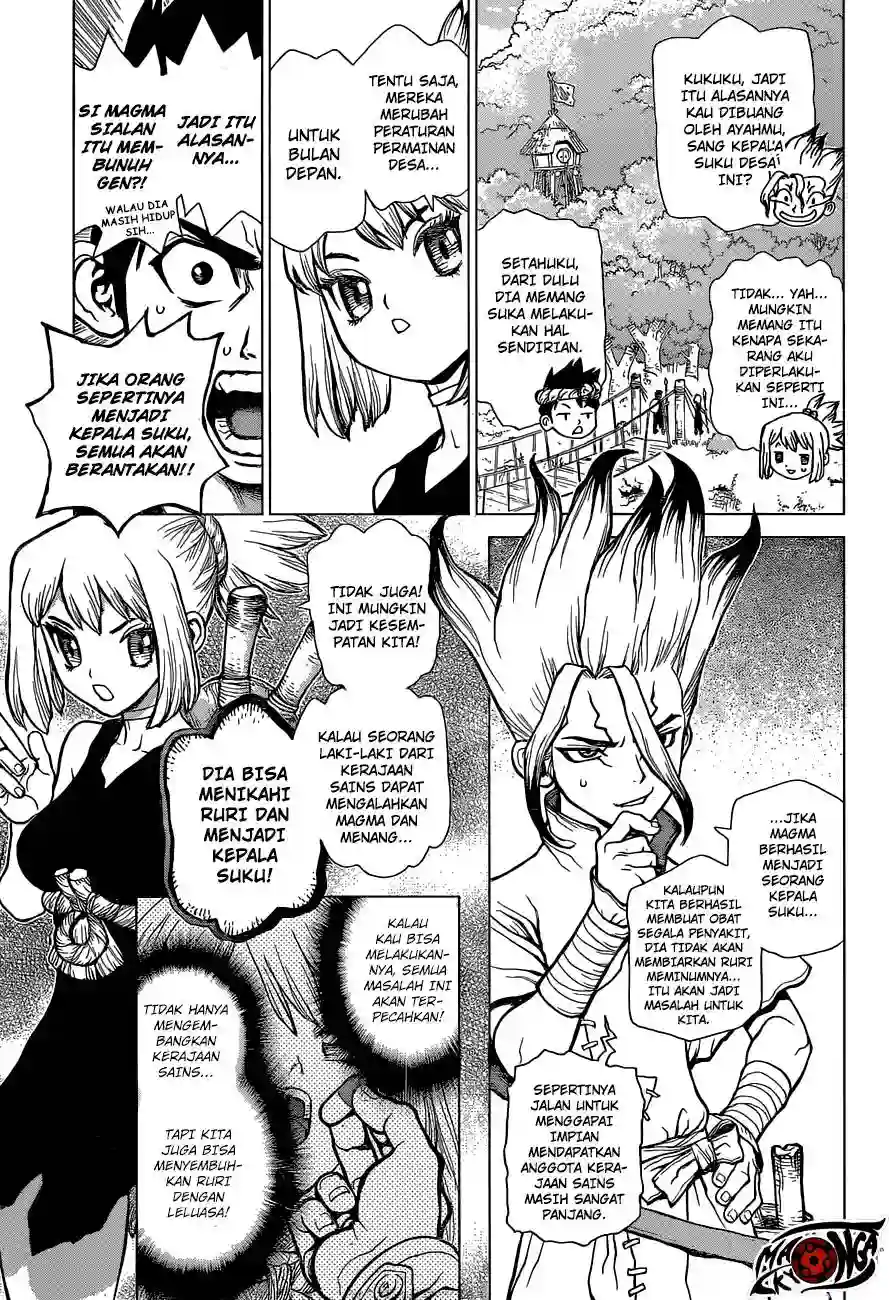 KUKUKU, JADI
ITU ALASANNYA
KAU DIBUANG
OLEH AYAHMU,
SANG KEPALA
SUKU DESA
INI?
TIDAK... YAH...
MUNGKIN
MEMANG ITU
KENAPA SEKA-
RANG AKU
DIPERLAKU-
KAN SEPERTI
INI...
SETAHUKU,
DARI DULU
DIA MEMANG
SUKA MELAKU-
KAN HAL
SENDIRIAN.
TENTU SAJA,
MEREKA
MERUBAH
PERATURAN
PERMAINAN
DESA...
UNTUK
BULAN
DEPAN.
JADI ITU
ALASAN-
NYA...
SI MAGMA
SIALAN
ITU MEM-
BUNUH
GEN?!
WALAU DIA
MASIH HIDUP
SIH...
JIKA ORANG
SEPERTINYA
MENJADI
KEPALA SUKU,
SEMUA AKAN
BERANTAKAN!!
...JIKA
MAGMA
BERHASIL
MENJADI
SEORANG
KEPALA
SUKU...
KALAUPUN
KITA BERHASIL
MEMBUAT OBAT
SEGALA PENYAKIT,
DIA TIDAK AKAN
MEMBIARKAN RURI
MEMINUMNYA...
ITU AKAN JADI
MASALAH UNTUK
KITA.
SEPERTINYA
JALAN UNTUK
MENGGAPAI
IMPIAN
MENDAPATKAN
ANGGOTA KERA-
JAAN SAINS
MASIH SANGAT
PANJANG.
TIDAK JUGA!
INI MUNGKIN
JADI KESEM-
PATAN KITA!
KALAU SEORANG
LAKI-LAKI DARI
KERAJAAN
SAINS DAPAT
MENGALAHKAN
MAGMA DAN
MENANG...
DIA BISA
MENIKAHI
RURI DAN
MENJADI
KEPALA
SUKU!
KALAU
KAU BISA
MELAKUKAN-
NYA, SEMUA
MASALAH INI
AKAN TER-
PECAHKAN!
TIDAK HANYA
MENGEM-
BANGKAN
KERAJAAN
SAINS...
TAPI KITA
JUGA BISA
MENYEMBUH-
KAN RURI
DENGAN
LELUASA!